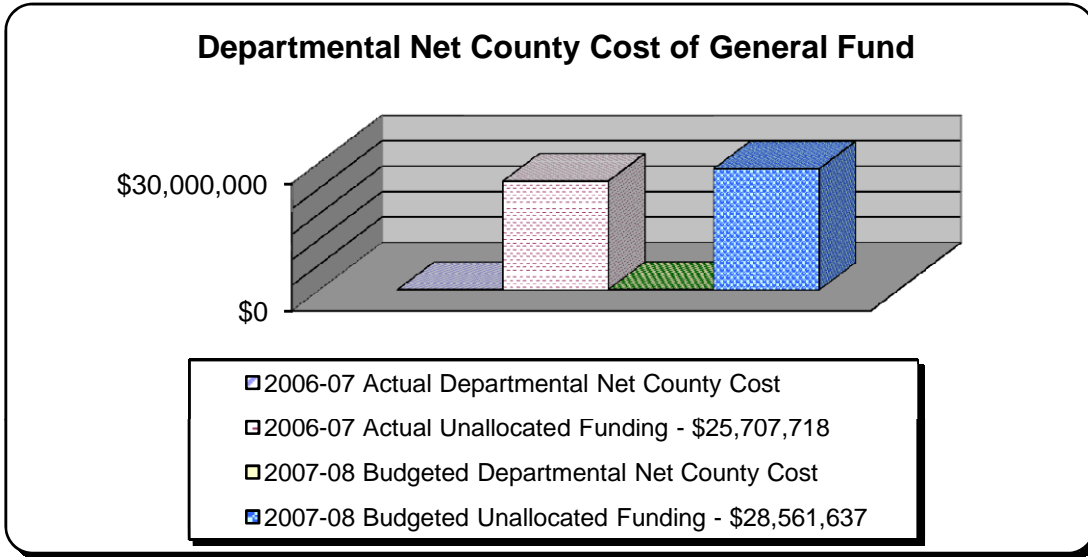 Departmental Net County Cost of General Fund
$30,000,000
$0
2006-07 Actual Departmental Net County Cost
2006-07 Actual Unallocated Funding - $25,707,718
2007-08 Budgeted Departmental Net County Cost
2007-08 Budgeted Unallocated Funding - $28,561,637